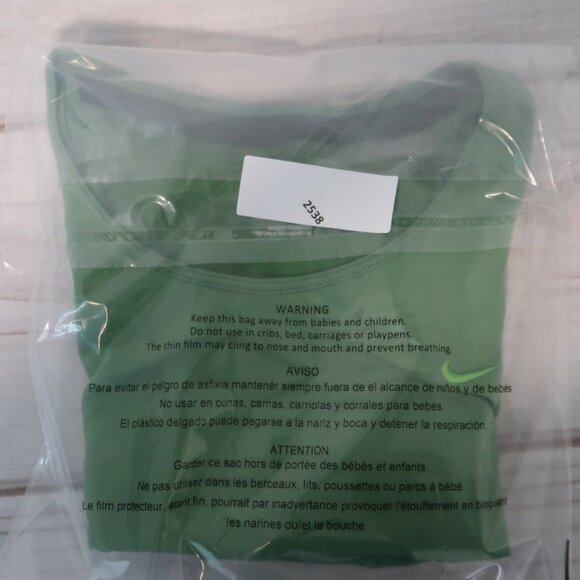 2538
WARNING
Keep this bag away from babies and children.
Do not use in cribs, bed, carriages or playpens.
The thin film may cling to nose and mouth and prevent breathing.
AVISO
Para evitar el peligro de asfixia mantener siempre fuera de el alcance de niños y de bebés.
No usar en cunas, camas, carriolas y corrales para bebés.
El plástico delgado puede pegarse a la nariz y boca y detener la respiración.
ATTENTION
Garder ce sac hors de portée des bébés et enfants.
Ne pas utiliser dans les berceaux, lits, poussettes ou parcs à bébé.
Le film protecteur, étant fin, pourrait par inadvertance provoquer l'étouffement en bloquant
les narines ou/et la bouche.